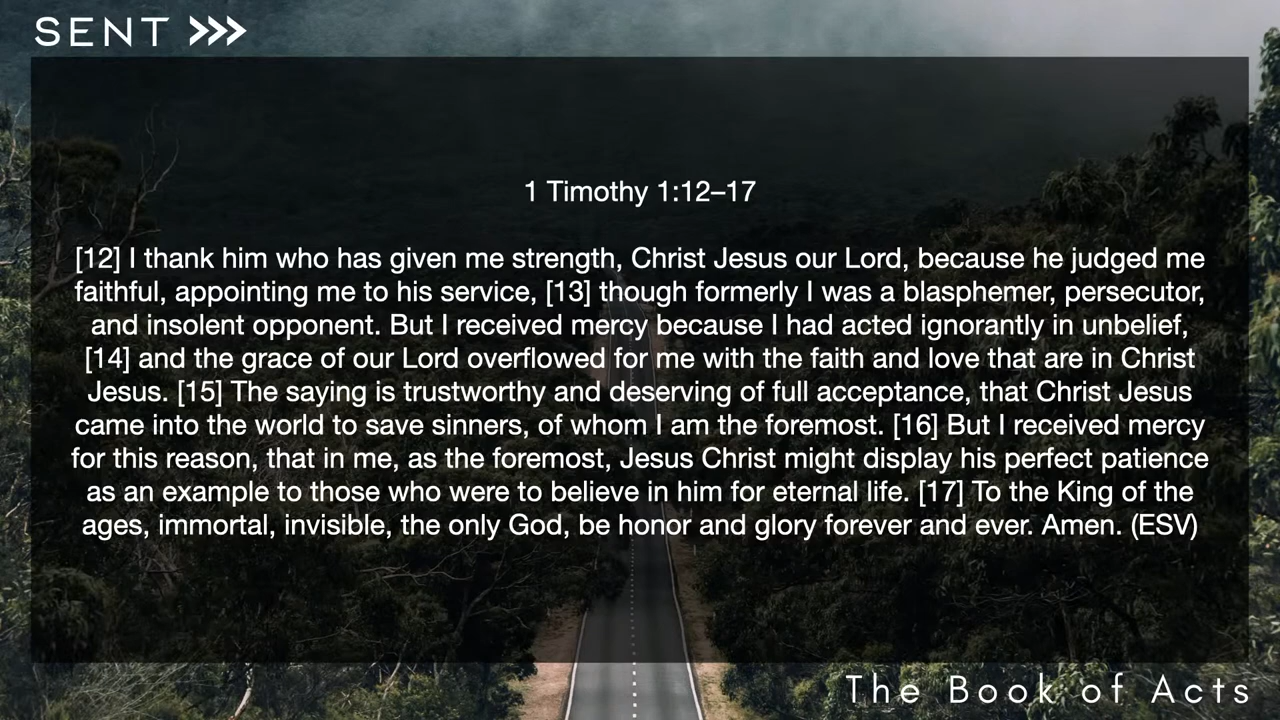 SENT >>>
1 Timothy 1:12–17
[12] I thank him who has given me strength, Christ Jesus our Lord, because he judged me
faithful, appointing me to his service, [13] though formerly I was a blasphemer, persecutor,
and insolent opponent. But I received mercy because I had acted ignorantly in unbelief,
[14] and the grace of our Lord overflowed for me with the faith and love that are in Christ
Jesus. [15] The saying is trustworthy and deserving of full acceptance, that Christ Jesus
came into the world to save sinners, of whom I am the foremost. [16] But I received mercy
for this reason, that in me, as the foremost, Jesus Christ might display his perfect patience
as an example to those who were to believe in him for eternal life. [17] To the King of the
ages, immortal, invisible, the only God, be honor and glory forever and ever. Amen. (ESV)
The Book of Acts